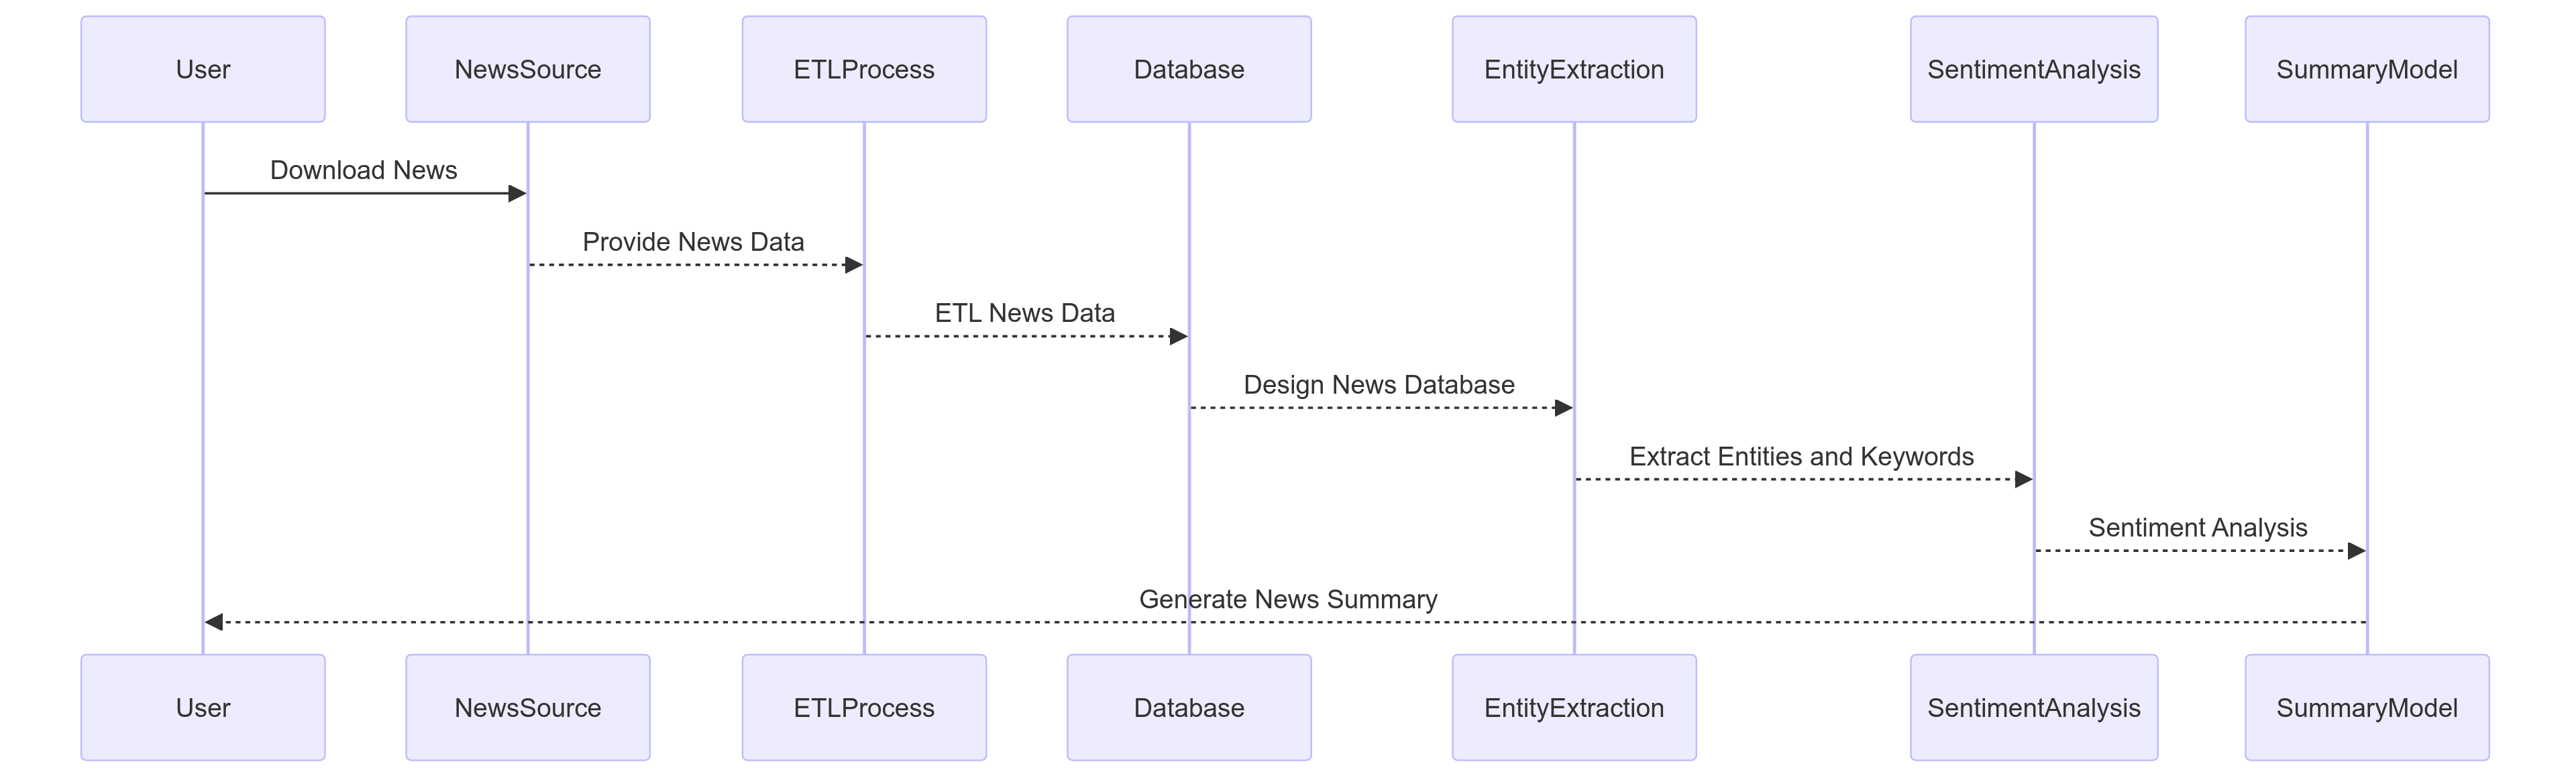 User
NewsSource
ETLProcess
Database
EntityExtraction
SentimentAnalysis
SummaryModel
Download News
Provide News Data
ETL News Data
Design News Database
Extract Entities and Keywords
Sentiment Analysis
Generate News Summary
User
NewsSource
ETLProcess
Database
EntityExtraction
SentimentAnalysis
SummaryModel